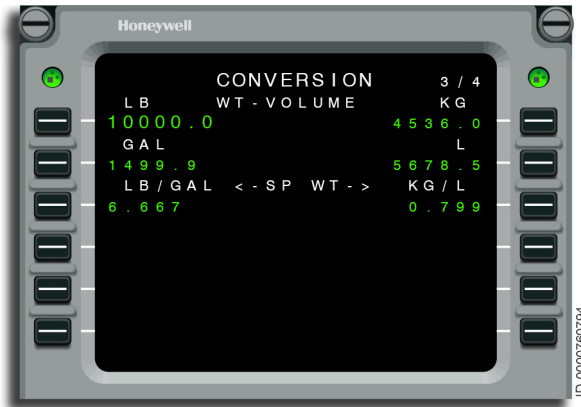 Honeywell
CONVERSION 3/4
LB WT-VOLUME KG
10000.0 4536.0
GAL L
1499.9 5678.5
LB/GAL <-SP WT-> KG/L
6.667 0.799